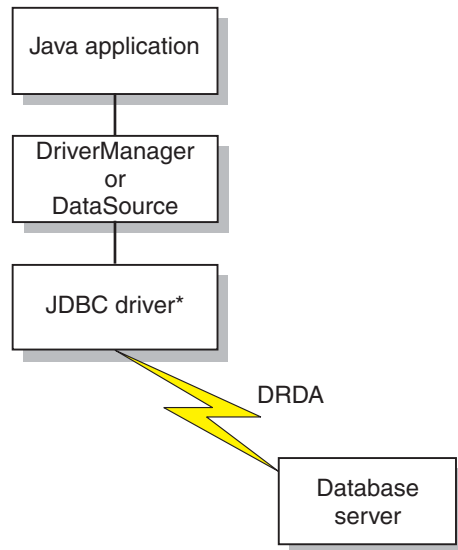 Java application
DriverManager
or
DataSource
JDBC driver*
DRDA
Database
server